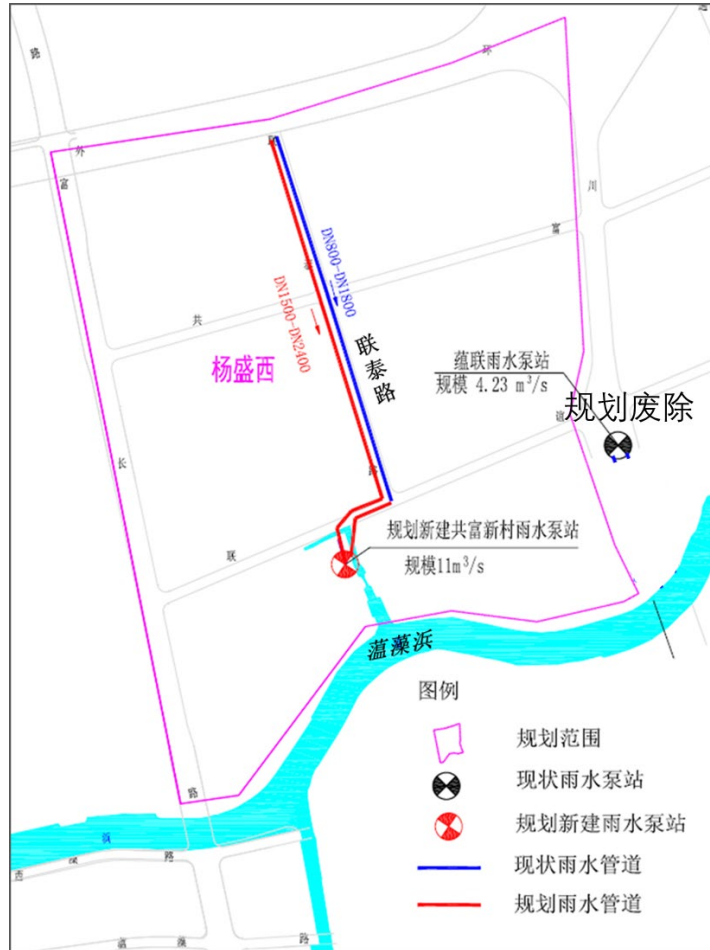 路
环
外
富
川
DN800-DN1800
富
共
DN1500-DN2400
联泰路
杨盛西
蕴联雨水泵站
规模 4.23 m³/s
规划废除
谊
路
长
规划新建共富新村雨水泵站
规模11m³/s
联
蕰藻浜
图例
规划范围
现状雨水泵站
规划新建雨水泵站
现状雨水管道
规划雨水管道
路
浜
路
路